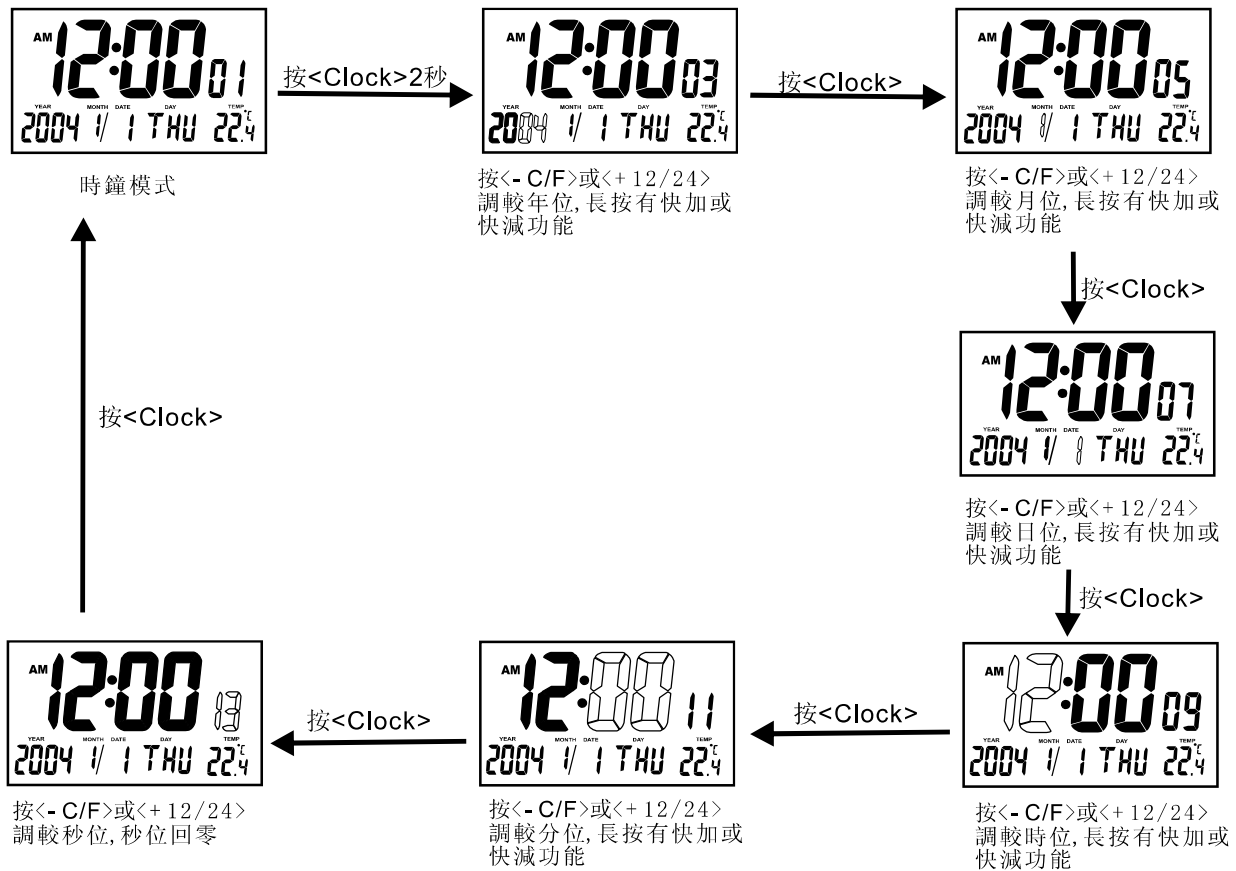 AM 12:00 01
YEAR MONTH DATE DAY TEMP
2004 1/ 1 THU 22.4 °C
時鐘模式
按<Clock>2秒
AM 12:00 03
YEAR MONTH DATE DAY TEMP
2004 1/ 1 THU 22.4 °C
按<- C/F>或<+ 12/24>
調較年位,長按有快加或
快減功能
按<Clock>
AM 12:00 05
YEAR MONTH DATE DAY TEMP
2004 1/ 1 THU 22.4 °C
按<- C/F>或<+ 12/24>
調較月位,長按有快加或
快減功能
按<Clock>
AM 12:00 07
YEAR MONTH DATE DAY TEMP
2004 1/ 1 THU 22.4 °C
按<- C/F>或<+ 12/24>
調較日位,長按有快加或
快減功能
按<Clock>
AM 12:00 09
YEAR MONTH DATE DAY TEMP
2004 1/ 1 THU 22.4 °C
按<- C/F>或<+ 12/24>
調較時位,長按有快加或
快減功能
按<Clock>
AM 12:00 11
YEAR MONTH DATE DAY TEMP
2004 1/ 1 THU 22.4 °C
按<- C/F>或<+ 12/24>
調較分位,長按有快加或
快減功能
按<Clock>
AM 12:00 13
YEAR MONTH DATE DAY TEMP
2004 1/ 1 THU 22.4 °C
按<- C/F>或<+ 12/24>
調較秒位,秒位回零
按<Clock>